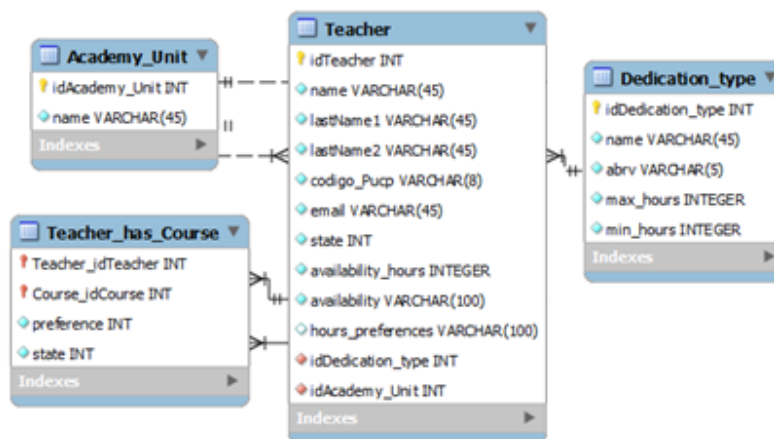 Academy_Unit
idAcademy_Unit INT
name VARCHAR(45)
Indexes
Teacher_has_Course
Teacher_idTeacher INT
Course_idCourse INT
preference INT
state INT
Indexes
Teacher
idTeacher INT
name VARCHAR(45)
lastName1 VARCHAR(45)
lastName2 VARCHAR(45)
codigo_Pucp VARCHAR(8)
email VARCHAR(45)
state INT
availability_hours INTEGER
availability VARCHAR(100)
hours_preferences VARCHAR(100)
idDedication_type INT
idAcademy_Unit INT
Indexes
Dedication_type
idDedication_type INT
name VARCHAR(45)
abrv VARCHAR(5)
max_hours INTEGER
min_hours INTEGER
Indexes